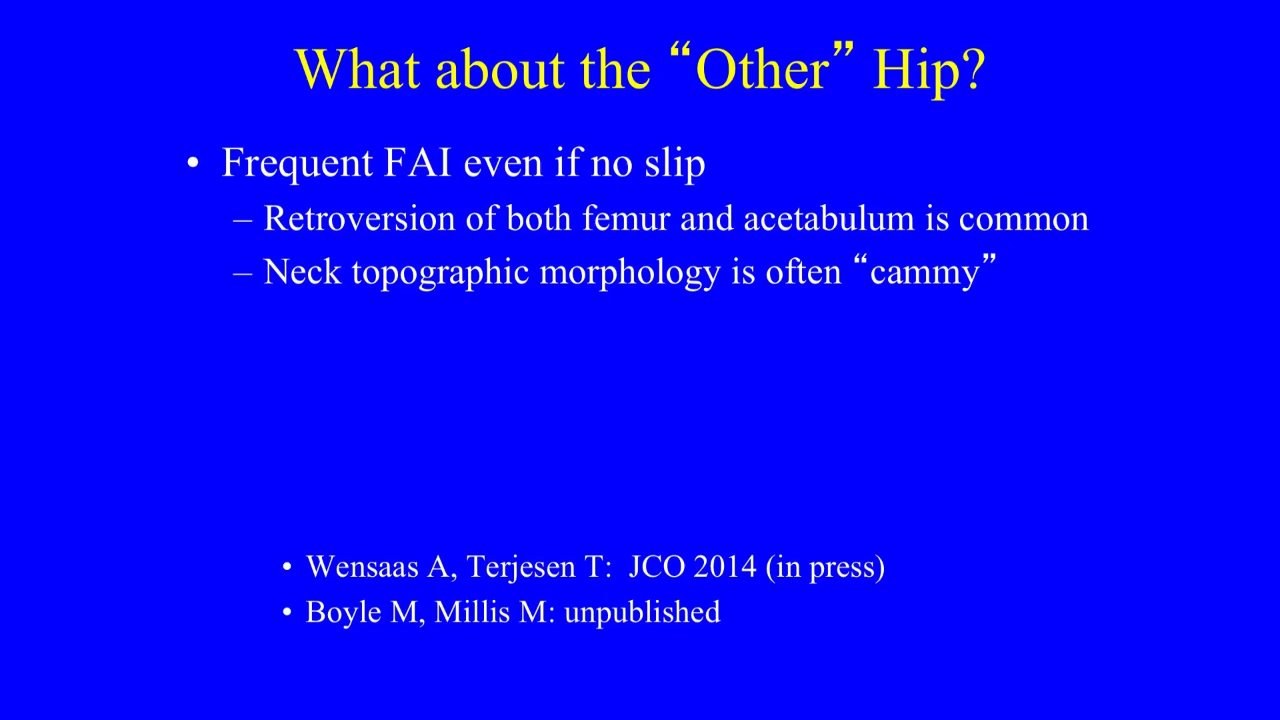 What about the “Other” Hip?
• Frequent FAI even if no slip
– Retroversion of both femur and acetabulum is common
– Neck topographic morphology is often “cammy”
• Wensaas A, Terjesen T:  JCO 2014 (in press)
• Boyle M, Millis M: unpublished